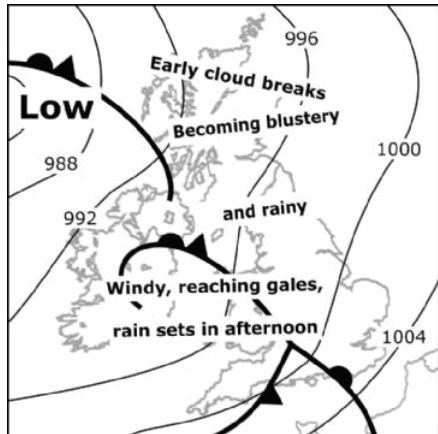 996
Early cloud breaks
Low
Becoming blustery
1000
988
992
and rainy
Windy, reaching gales,
rain sets in afternoon
1004